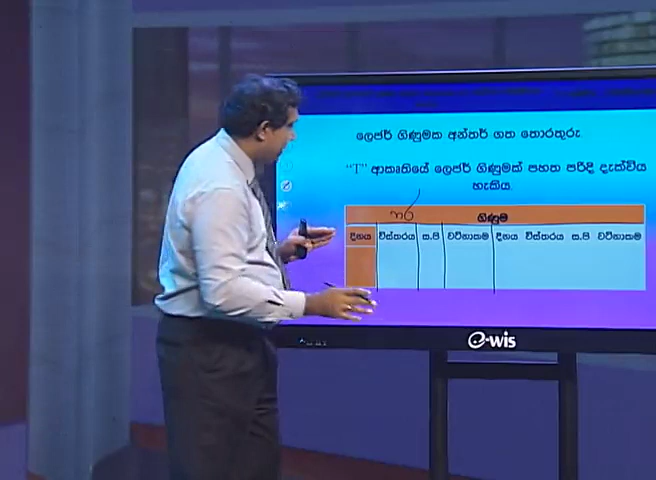 ලෙජර් ගිණුමක අන්තර් ගත තොරතුරු
"T" ආකෘතියේ ලෙජර් ගිණුමක් පහත පරිදි දැක්විය
හැකිය.
හර ගිණුම
දිනය විස්තරය ස.පි වටිනාකම දිනය විස්තරය ස.පි වටිනාකම
e-wis